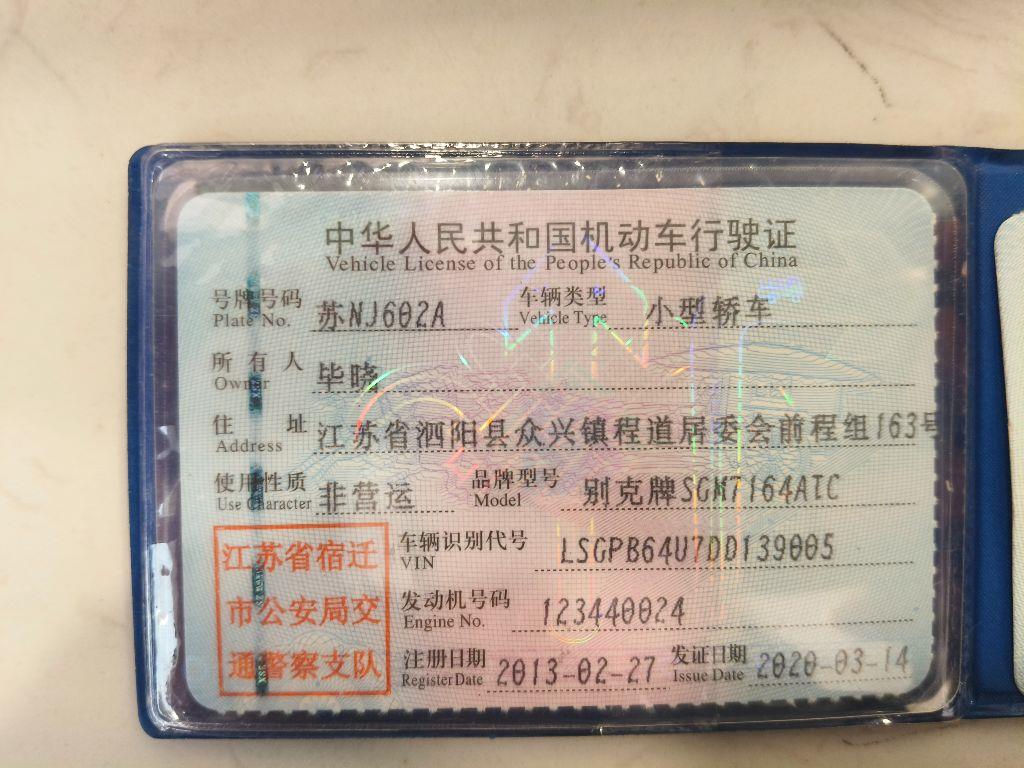 中华人民共和国机动车行驶证
Vehicle License of the People's Republic of China
号牌号码 苏NJ602A 车辆类型 小型轿车
Plate No. Vehicle Type
所有人 毕晓
Owner
住址 江苏省泗阳县众兴镇程道居委会前程组163号
Address
使用性质 非营运 品牌型号 别克牌SGM7164ATC
Use Character Model
车辆识别代号 LSGPB64U7DD139005
VIN
发动机号码 123440024
Engine No.
注册日期 2013-02-27 发证日期 2020-03-14
Register Date Issue Date
江苏省宿迁
市公安局交
通警察支队